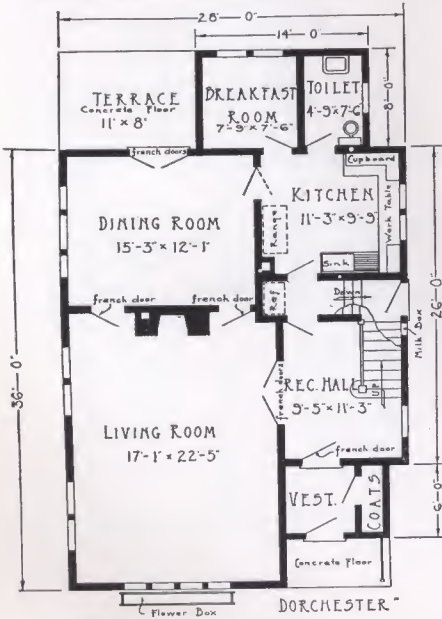 28'-0"
14'-0"
8'-0"
TERRACE
Concrete Floor
11' x 8'
BREAKFAST
ROOM
7'-9" x 7'-6"
TOILET
4'-9" x 7'-6"
french doors
Cupboard
KITCHEN
11'-3" x 9'-9"
Work Table
Range
Sink
DINING ROOM
15'-3" x 12'-1"
french door
french door
Ref
Down
Milk Box
26'-0"
36'-0"
french doors
REC. HALL
9'-5" x 11'-3"
UP
LIVING ROOM
17'-1" x 22'-5"
french door
VEST.
COATS
6'-0"
Concrete Floor
Flower Box
DORCHESTER"